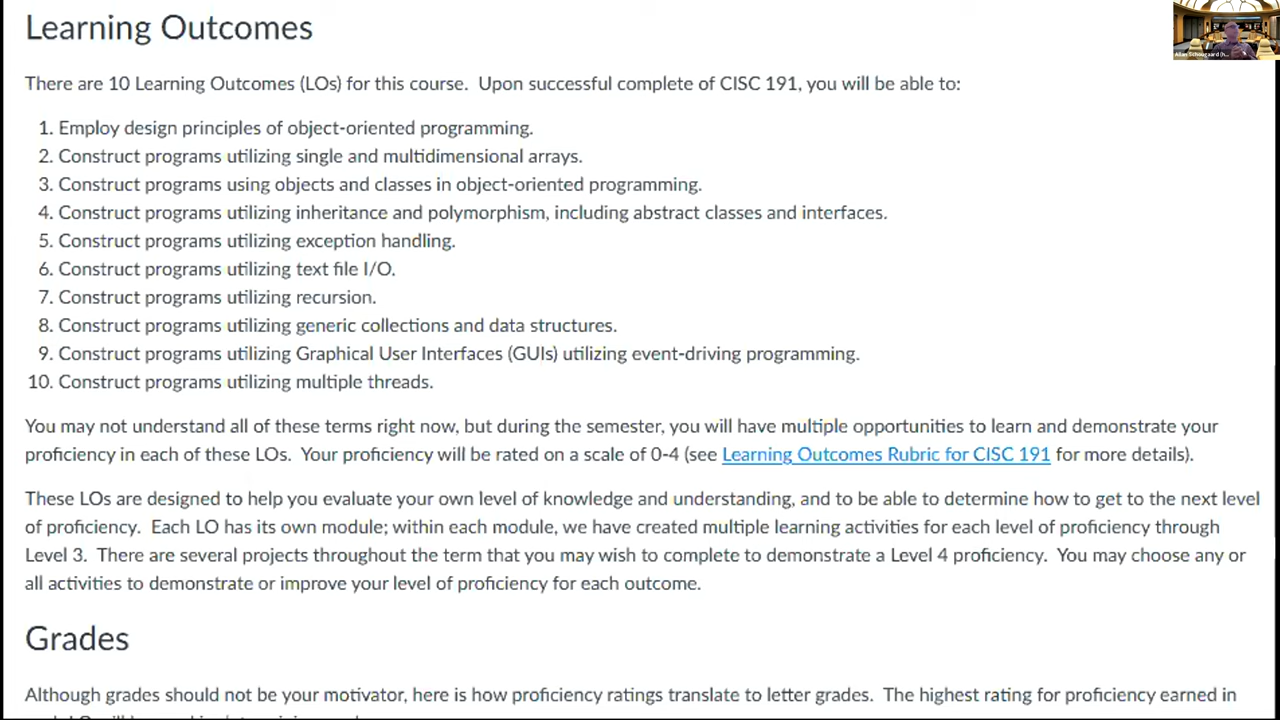 Learning Outcomes
There are 10 Learning Outcomes (LOs) for this course. Upon successful complete of CISC 191, you will be able to:
1. Employ design principles of object-oriented programming.
2. Construct programs utilizing single and multidimensional arrays.
3. Construct programs using objects and classes in object-oriented programming.
4. Construct programs utilizing inheritance and polymorphism, including abstract classes and interfaces.
5. Construct programs utilizing exception handling.
6. Construct programs utilizing text file I/O.
7. Construct programs utilizing recursion.
8. Construct programs utilizing generic collections and data structures.
9. Construct programs utilizing Graphical User Interfaces (GUIs) utilizing event-driving programming.
10. Construct programs utilizing multiple threads.
You may not understand all of these terms right now, but during the semester, you will have multiple opportunities to learn and demonstrate your
proficiency in each of these LOs. Your proficiency will be rated on a scale of 0-4 (see Learning Outcomes Rubric for CISC 191 for more details).
These LOs are designed to help you evaluate your own level of knowledge and understanding, and to be able to determine how to get to the next level
of proficiency. Each LO has its own module; within each module, we have created multiple learning activities for each level of proficiency through
Level 3. There are several projects throughout the term that you may wish to complete to demonstrate a Level 4 proficiency. You may choose any or
all activities to demonstrate or improve your level of proficiency for each outcome.
Grades
Although grades should not be your motivator, here is how proficiency ratings translate to letter grades. The highest rating for proficiency earned in